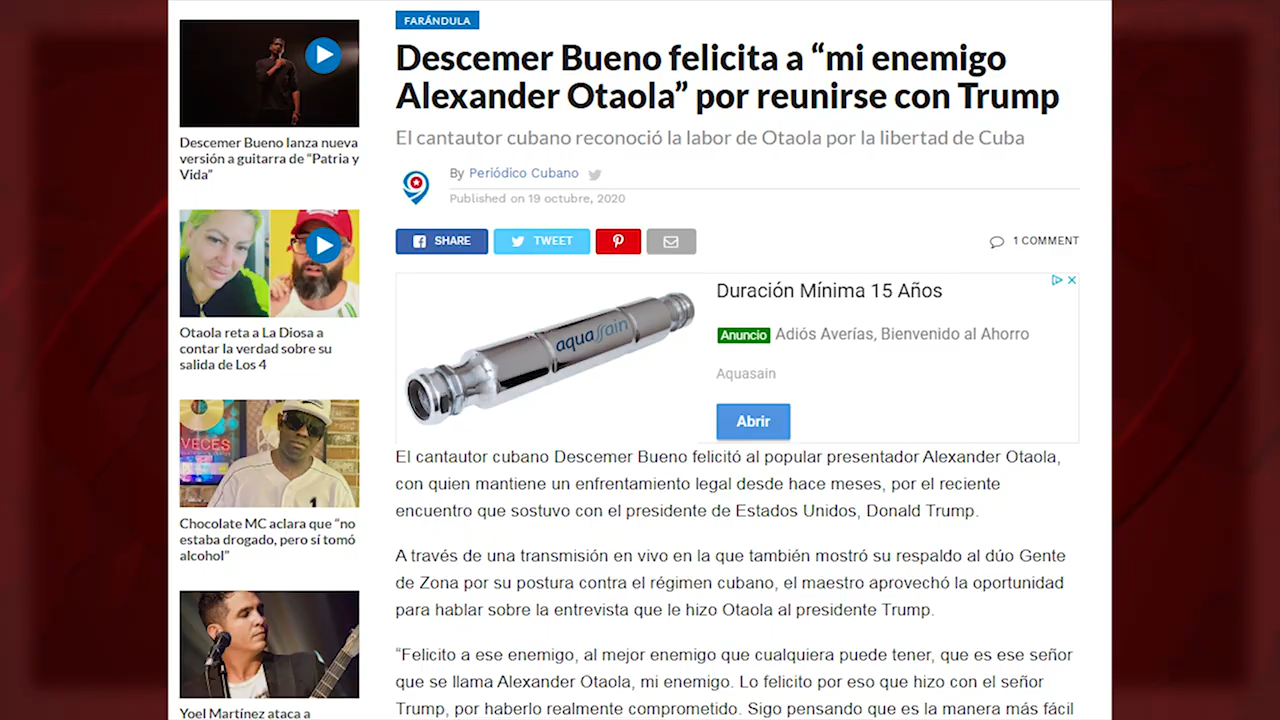 Descemer Bueno lanza nueva
versión a guitarra de “Patria y
Vida”
Otaola reta a La Diosa a
contar la verdad sobre su
salida de Los 4
VECES
1
Chocolate MC aclara que “no
estaba drogado, pero sí tomó
alcohol”
Yoel Martínez ataca a
FARÁNDULA
Descemer Bueno felicita a “mi enemigo
Alexander Otaola” por reunirse con Trump
El cantautor cubano reconoció la labor de Otaola por la libertad de Cuba
By Periódico Cubano
Published on 19 octubre, 2020
SHARE TWEET 1 COMMENT
aquasain
Duración Mínima 15 Años
Anuncio Adiós Averías, Bienvenido al Ahorro
Aquasain
Abrir
El cantautor cubano Descemer Bueno felicitó al popular presentador Alexander Otaola,
con quien mantiene un enfrentamiento legal desde hace meses, por el reciente
encuentro que sostuvo con el presidente de Estados Unidos, Donald Trump.
A través de una transmisión en vivo en la que también mostró su respaldo al dúo Gente
de Zona por su postura contra el régimen cubano, el maestro aprovechó la oportunidad
para hablar sobre la entrevista que le hizo Otaola al presidente Trump.
“Felicito a ese enemigo, al mejor enemigo que cualquiera puede tener, que es ese señor
que se llama Alexander Otaola, mi enemigo. Lo felicito por eso que hizo con el señor
Trump, por haberlo realmente comprometido. Sigo pensando que es la manera más fácil